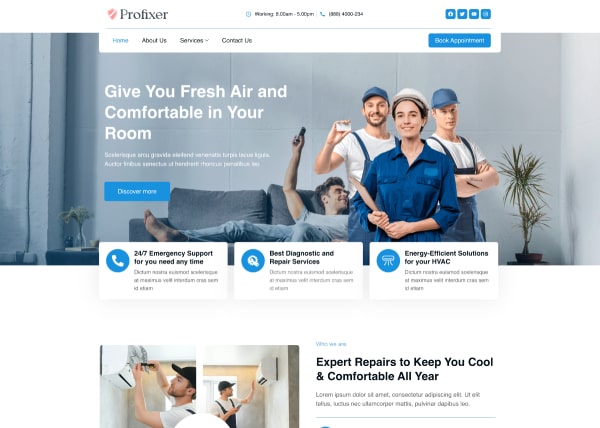 Profixer
Working: 8.00am - 5.00pm
(888) 4000-234
Home
About Us
Services
Contact Us
Book Appointment
Give You Fresh Air and
Comfortable in Your
Room
Scelerisque arcu gravida eleifend venenatis turpis lacus ligula.
Auctor finibus senectus ut hendrerit rhoncus penatibus leo
Discover more
24/7 Emergency Support
for you need any time
Dictum nostra euismod scelerisque
at maximus velit interdum cras sem
id etiam
Best Diagnostic and
Repair Services
Dictum nostra euismod scelerisque
at maximus velit interdum cras sem
id etiam
Energy-Efficient Solutions
for your HVAC
Dictum nostra euismod scelerisque
at maximus velit interdum cras sem
id etiam
Who we are
Expert Repairs to Keep You Cool
& Comfortable All Year
Lorem ipsum dolor sit amet, consectetur adipiscing elit. Ut elit
tellus, luctus nec ullamcorper mattis, pulvinar dapibus leo.